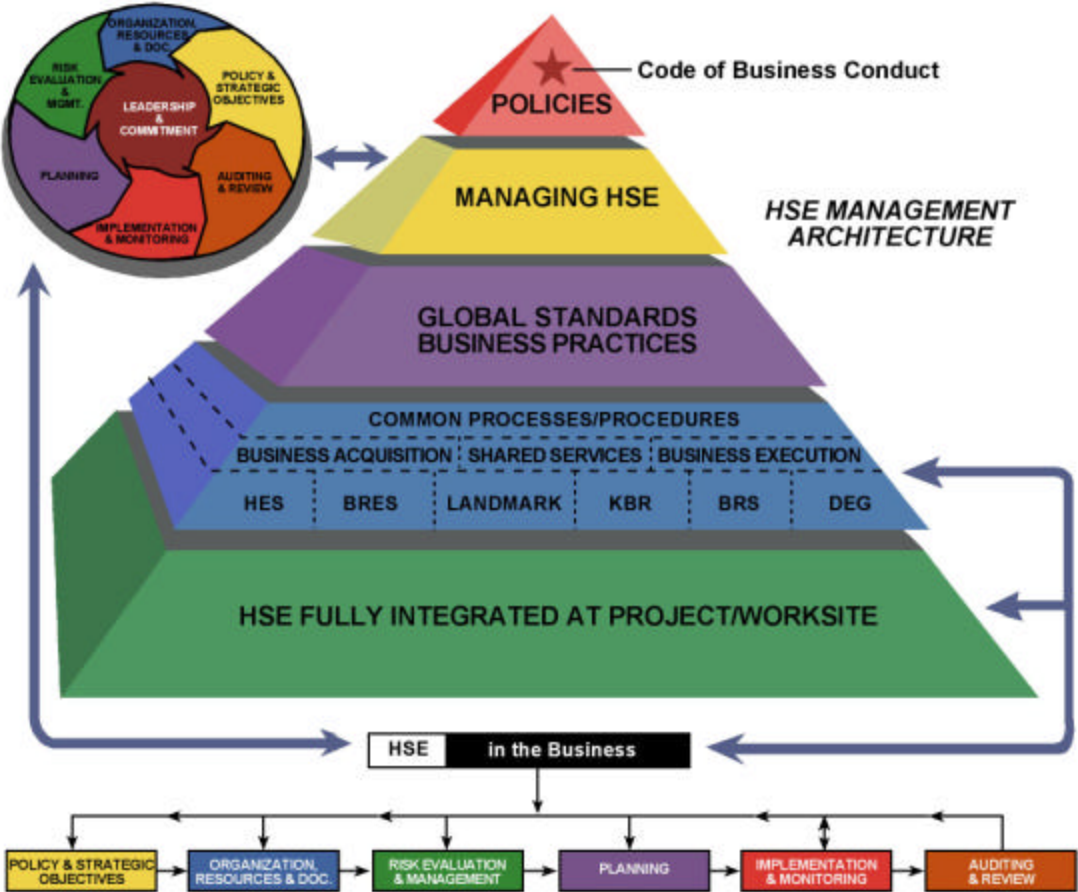 ORGANIZATION,
RESOURCES
& DOC.
POLICY &
STRATEGIC
OBJECTIVES
RISK
EVALUATION
&
MGMT.
LEADERSHIP
&
COMMITMENT
PLANNING
AUDITING
& REVIEW
IMPLEMENTATION
& MONITORING
Code of Business Conduct
POLICIES
MANAGING HSE
HSE MANAGEMENT
ARCHITECTURE
GLOBAL STANDARDS
BUSINESS PRACTICES
COMMON PROCESSES/PROCEDURES
BUSINESS ACQUISITION SHARED SERVICES BUSINESS EXECUTION
HES BRES LANDMARK KBR BRS DEG
HSE FULLY INTEGRATED AT PROJECT/WORKSITE
HSE in the Business
POLICY & STRATEGIC
OBJECTIVES
ORGANIZATION,
RESOURCES & DOC.
RISK EVALUATION
& MANAGEMENT
PLANNING
IMPLEMENTATION
& MONITORING
AUDITING
& REVIEW